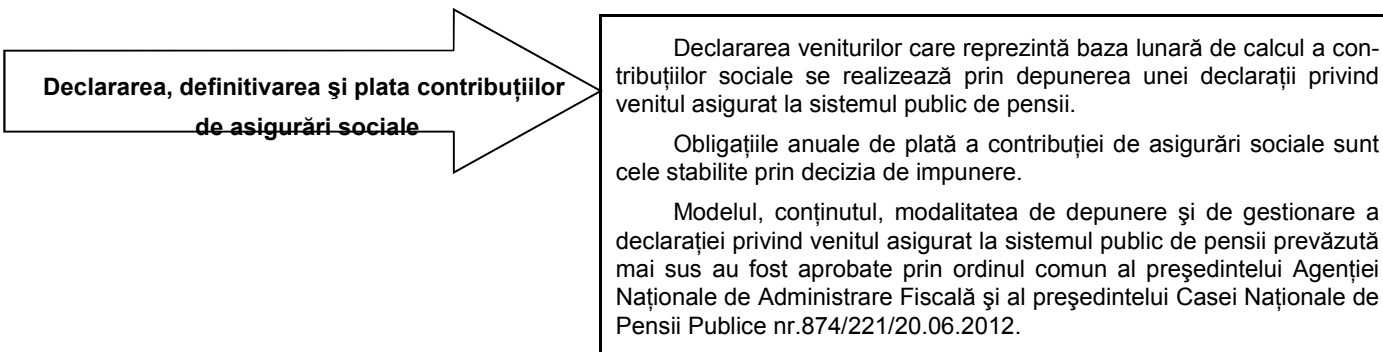 Declararea, definitivarea şi plata contribuțiilor
de asigurări sociale
Declararea veniturilor care reprezintă baza lunară de calcul a con-
tribuțiilor sociale se realizează prin depunerea unei declarații privind
venitul asigurat la sistemul public de pensii.
Obligațiile anuale de plată a contribuției de asigurări sociale sunt
cele stabilite prin decizia de impunere.
Modelul, conținutul, modalitatea de depunere şi de gestionare a
declarației privind venitul asigurat la sistemul public de pensii prevăzută
mai sus au fost aprobate prin ordinul comun al preşedintelui Agenției
Naționale de Administrare Fiscală şi al preşedintelui Casei Naționale de
Pensii Publice nr.874/221/20.06.2012.